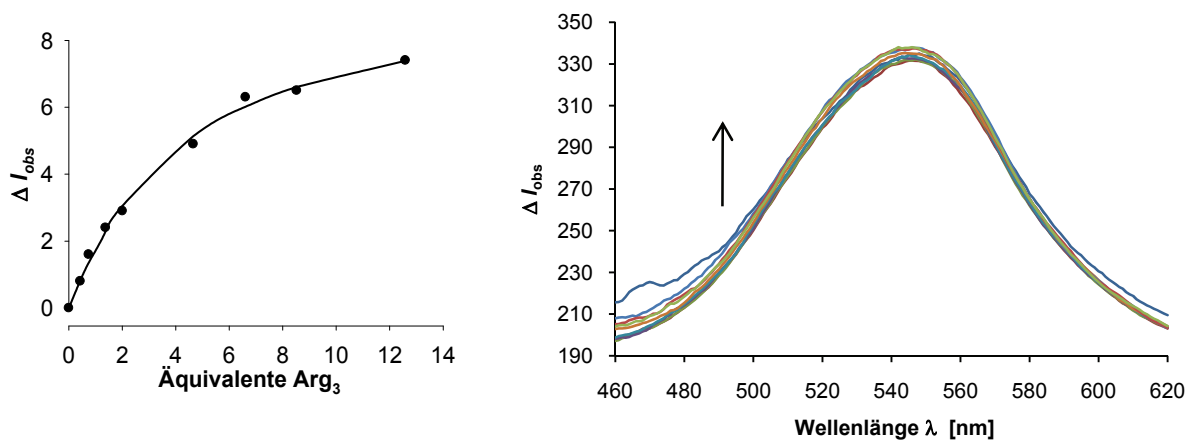 8
6
4
2
0
Δ I_obs
0 2 4 6 8 10 12 14
Äquivalente Arg₃
350
330
310
290
270
250
230
210
190
Δ I_obs
460 480 500 520 540 560 580 600 620
Wellenlänge λ [nm]